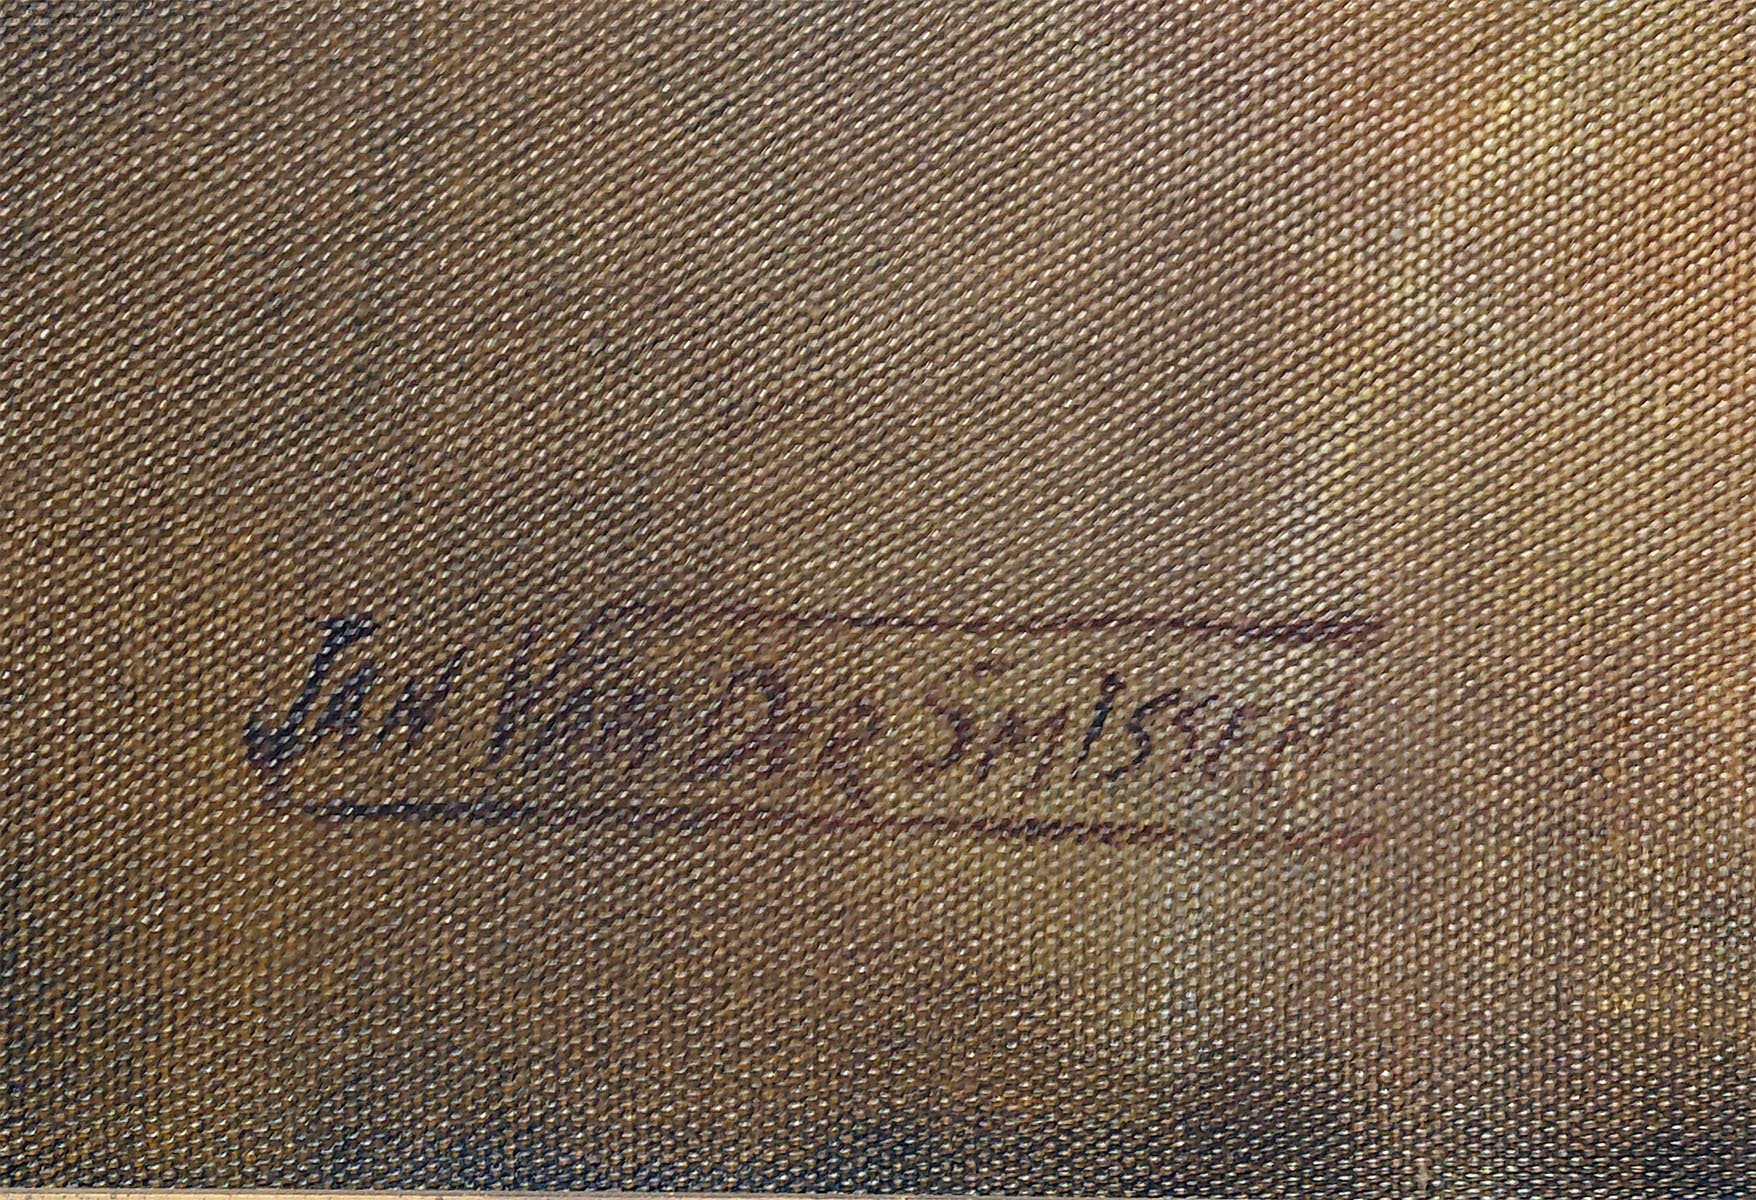 Jan Van Der Smissen